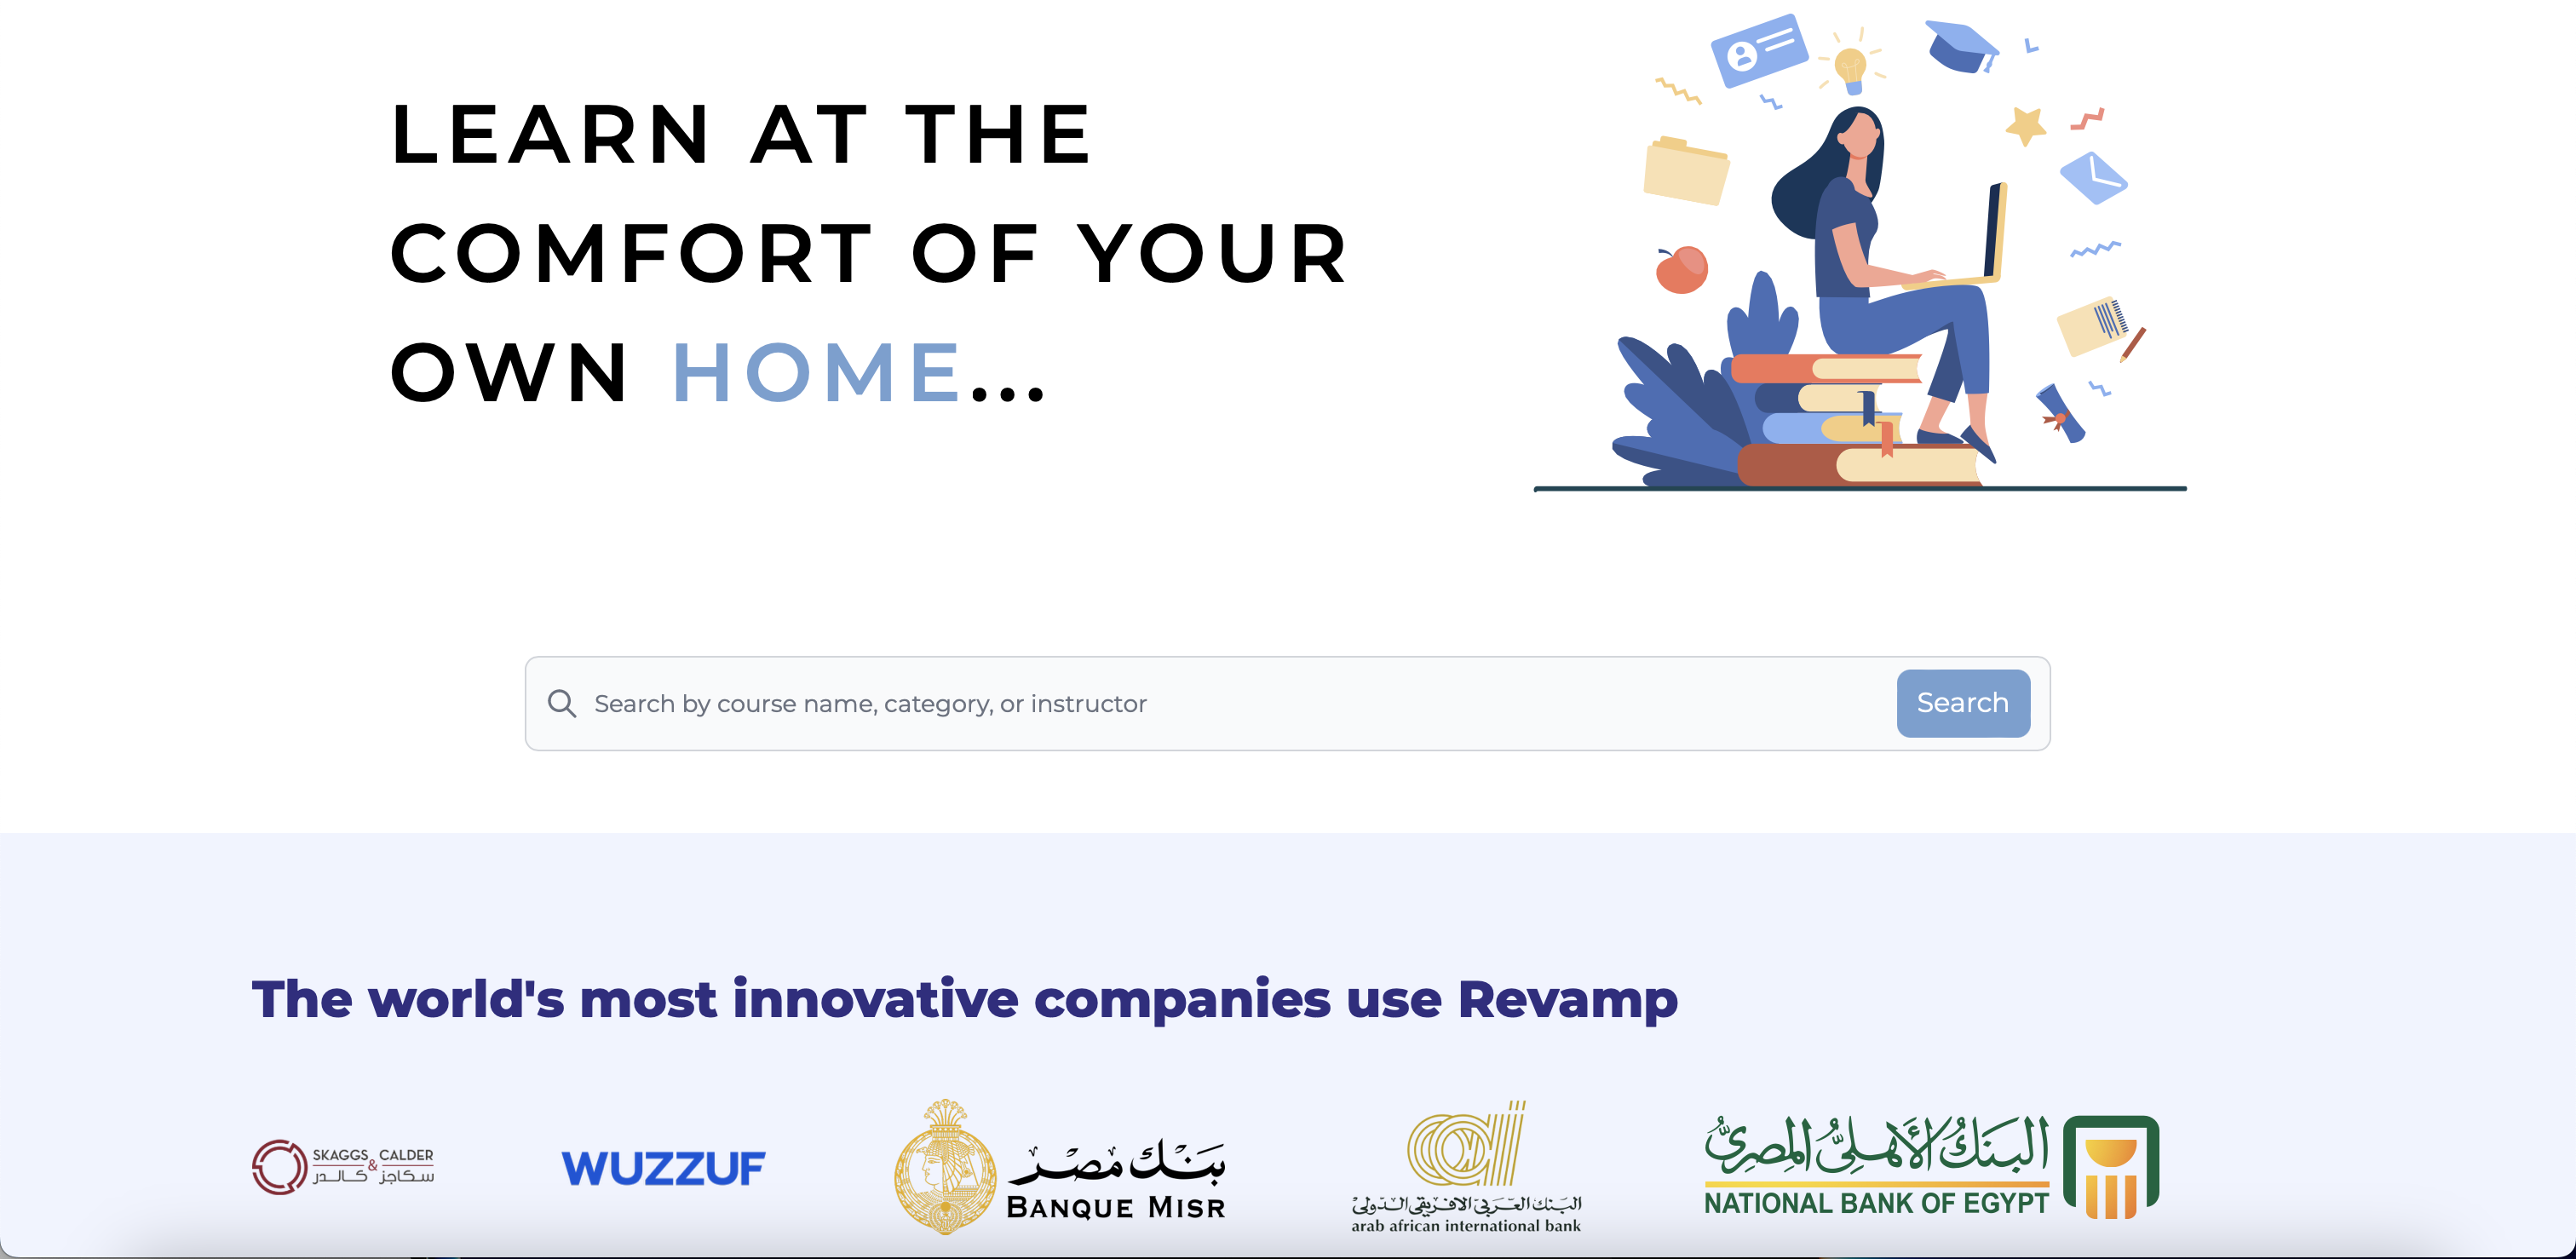 LEARN AT THE
COMFORT OF YOUR
OWN HOME...
Search by course name, category, or instructor
Search
The world's most innovative companies use Revamp
SKAGGS & CALDER
سكاجز كالدر
WUZZUF
بنك مصر
BANQUE MISR
البنك العربي الافريقي الدولي
arab african international bank
البنك الأهلي المصري
NATIONAL BANK OF EGYPT